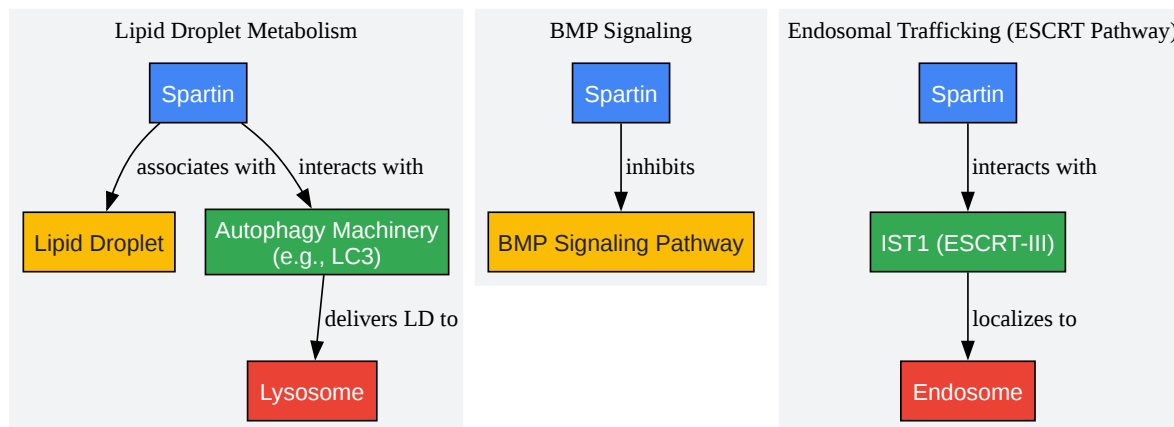 Lipid Droplet Metabolism
Spartin
associates with
interacts with
Lipid Droplet
Autophagy Machinery
(e.g., LC3)
delivers LD to
Lysosome
BMP Signaling
Spartin
inhibits
BMP Signaling Pathway
Endosomal Trafficking (ESCRT Pathway)
Spartin
interacts with
IST1 (ESCRT-III)
localizes to
Endosome